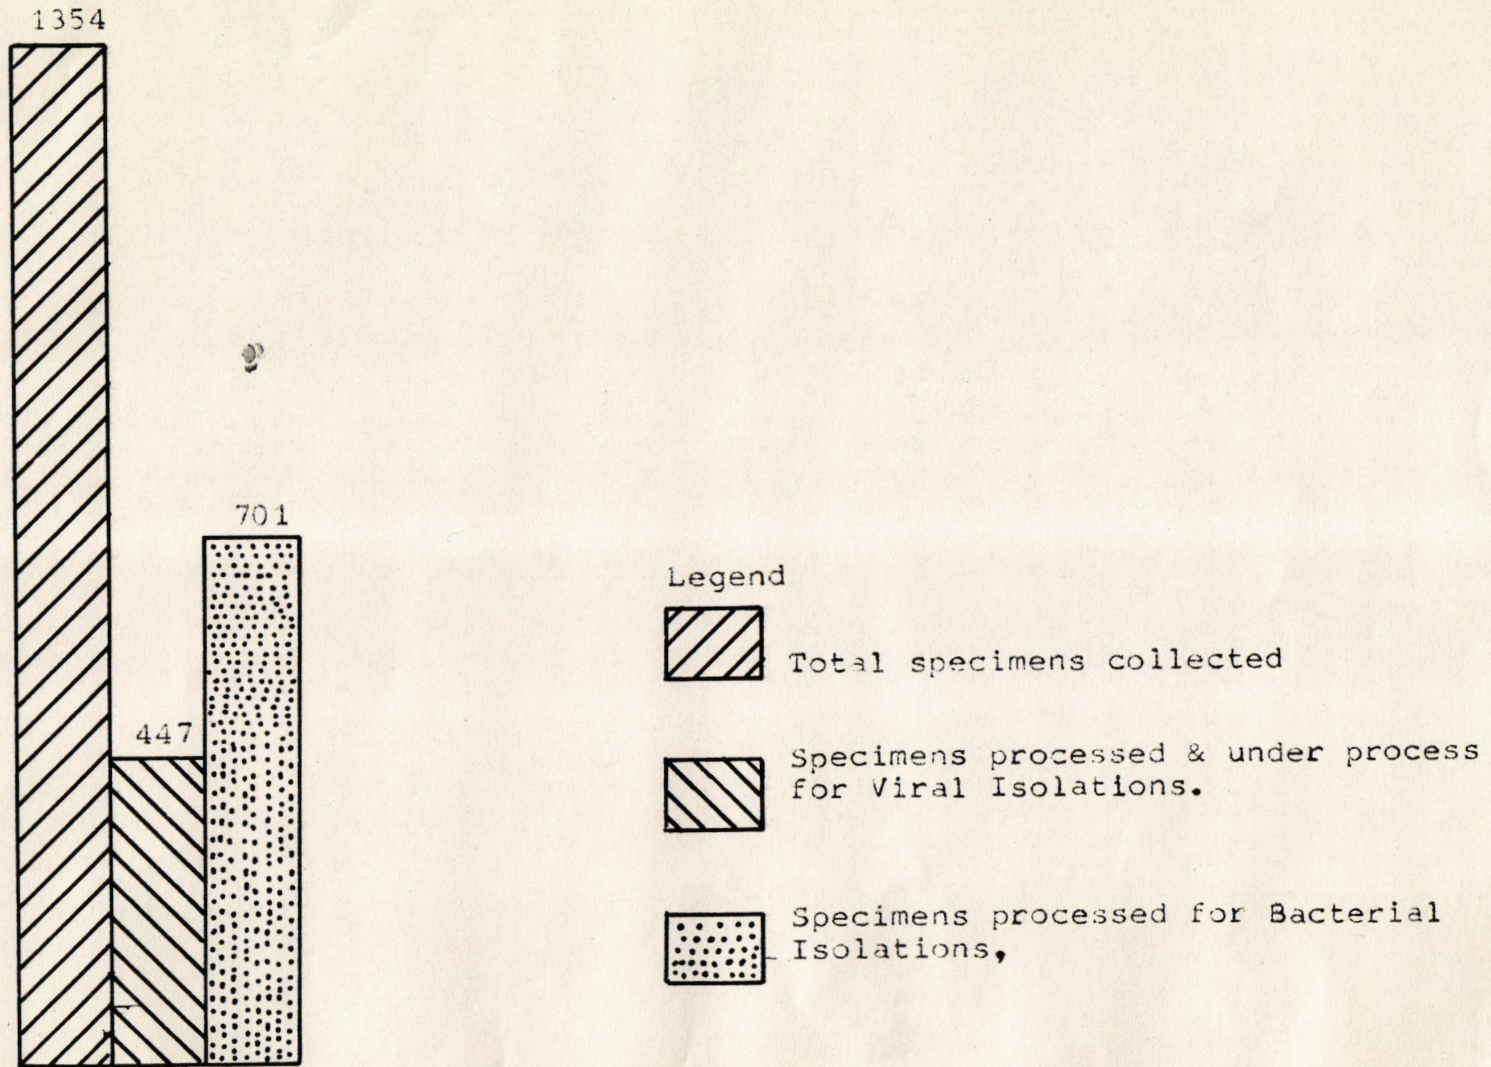 1354
701
447
Legend
Total specimens collected
Specimens processed & under process
for Viral Isolations.
Specimens processed for Bacterial
Isolations,